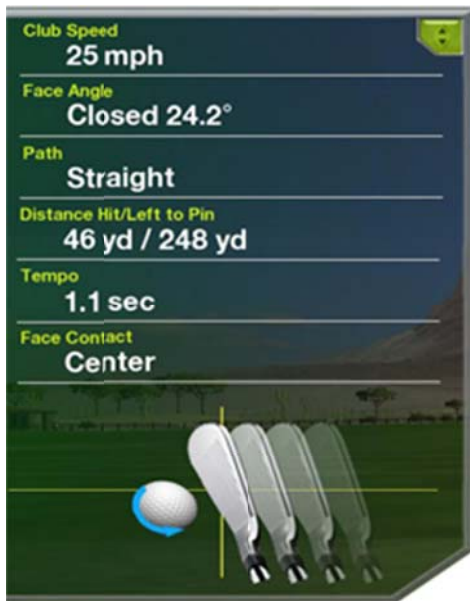 Club Speed
25 mph
Face Angle
Closed 24.2°
Path
Straight
Distance Hit/Left to Pin
46 yd / 248 yd
Tempo
1.1 sec
Face Contact
Center